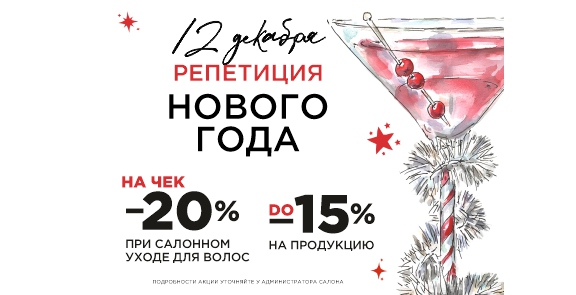 12 декабря
РЕПЕТИЦИЯ
НОВОГО
ГОДА
НА ЧЕК
–20%
ПРИ САЛОННОМ
УХОДЕ ДЛЯ ВОЛОС
DO –15%
НА ПРОДУКЦИЮ
ПОДРОБНОСТИ АКЦИИ УТОЧНЯЙТЕ У АДМИНИСТРАТОРА САЛОНА